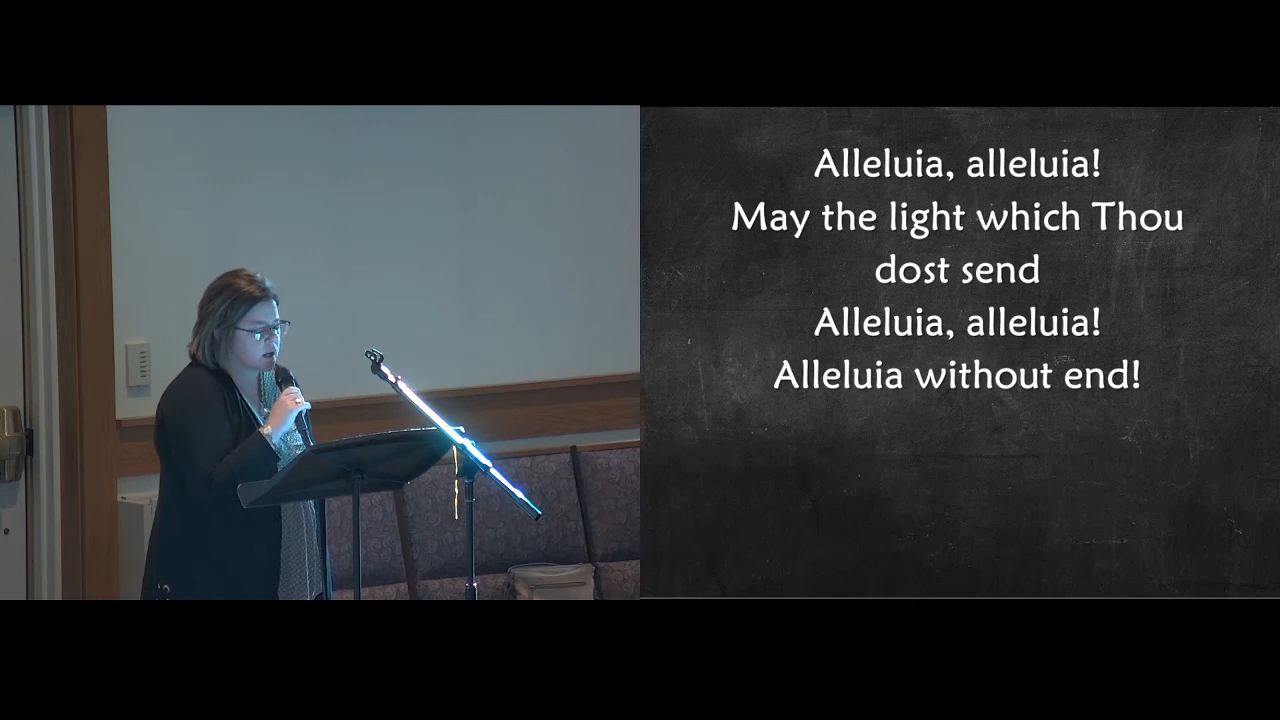 Alleluia, alleluia!
May the light which Thou
dost send
Alleluia, alleluia!
Alleluia without end!